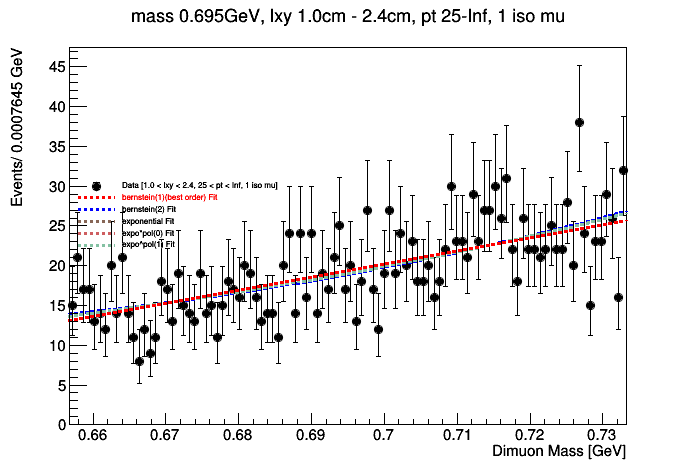 mass 0.695GeV, lxy 1.0cm - 2.4cm, pt 25-Inf, 1 iso mu
Events/ 0.0007645 GeV
45
40
35
30
25
20
15
10
5
0
Data [1.0 < lxy < 2.4, 25 < pt < Inf, 1 iso mu]
bernstein(1)(best order) Fit
bernstein(2) Fit
exponential Fit
expo*pol(0) Fit
expo*pol(1) Fit
0.66 0.67 0.68 0.69 0.7 0.71 0.72 0.73
Dimuon Mass [GeV]